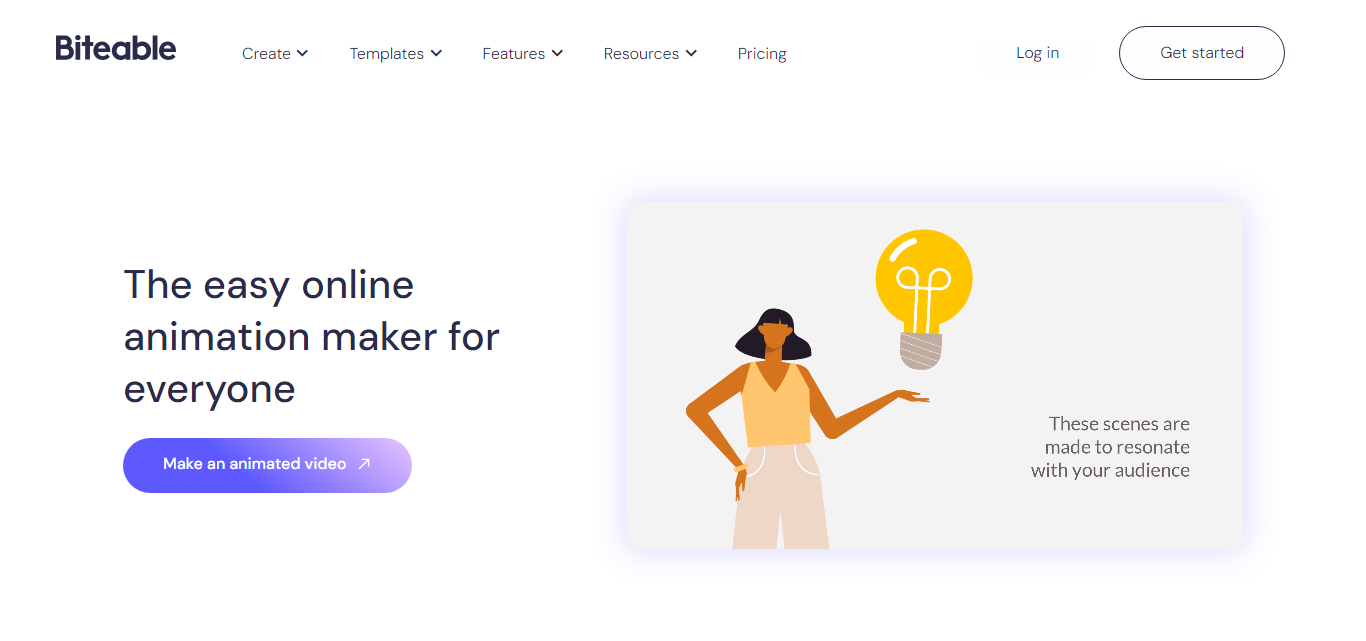 Biteable
Create
Templates
Features
Resources
Pricing
Log in
Get started
The easy online
animation maker for
everyone
Make an animated video
These scenes are
made to resonate
with your audience